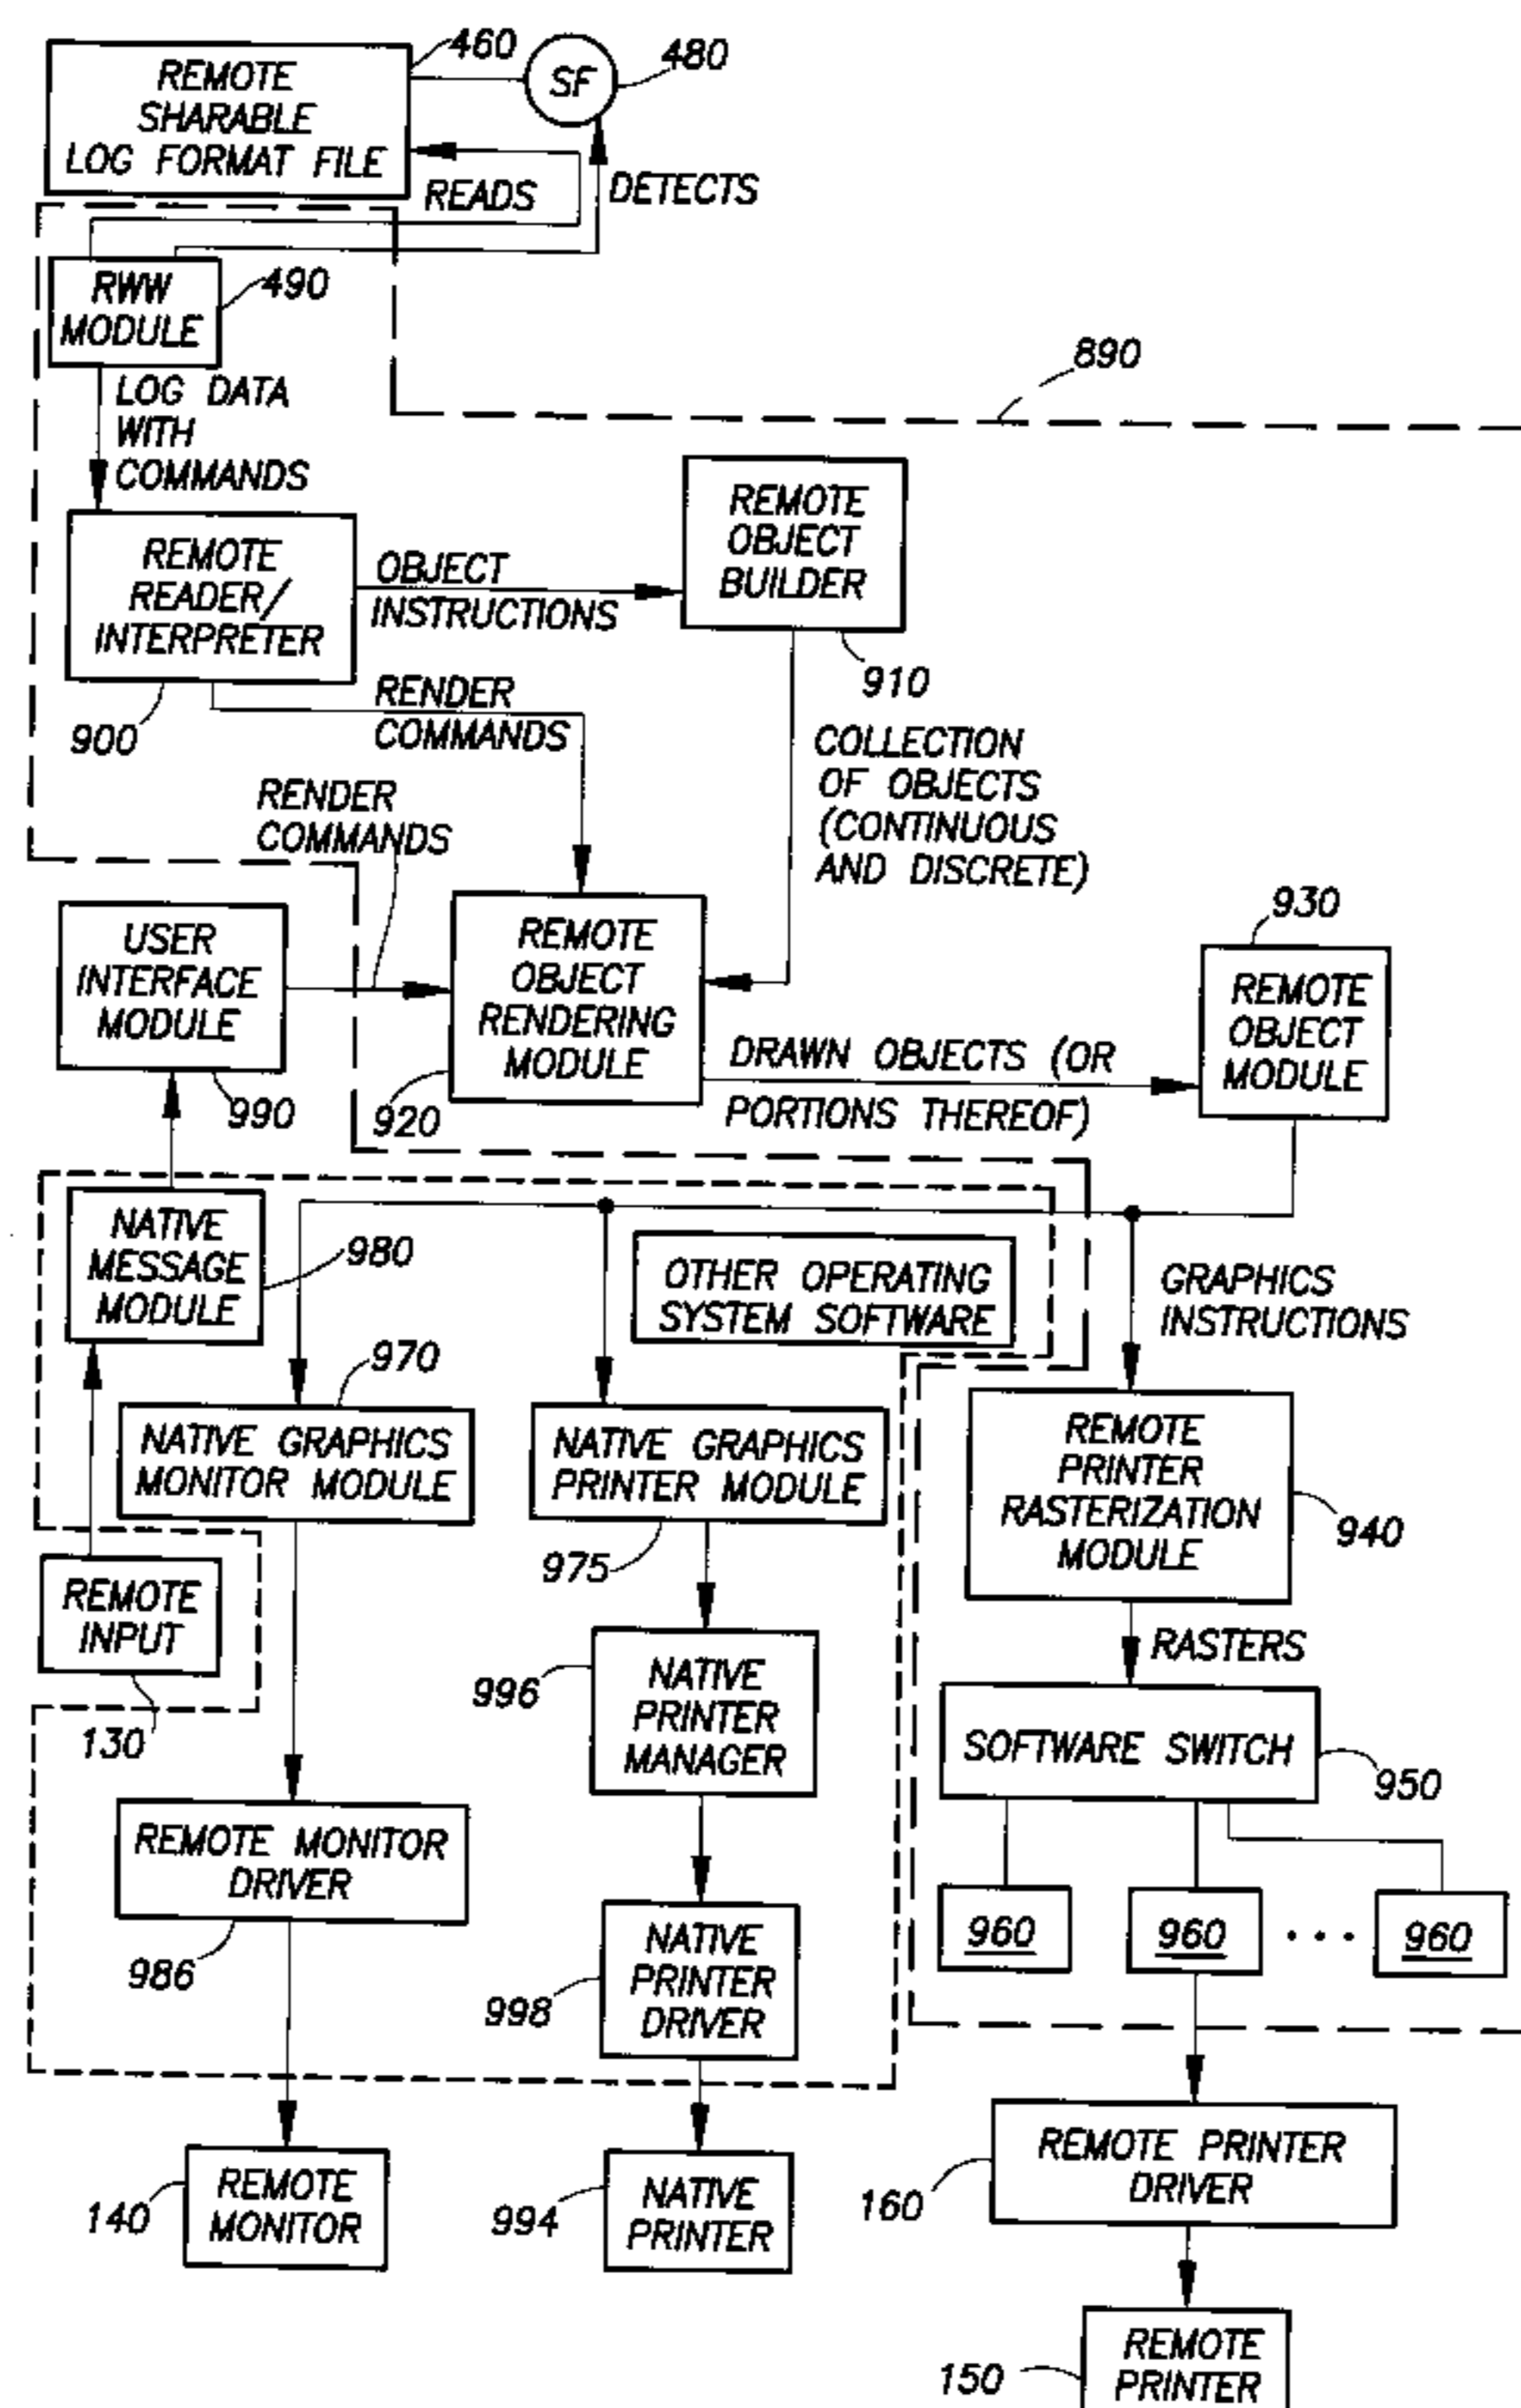 460
480
REMOTE
SHARABLE
LOG FORMAT FILE
SF
READS
DETECTS
RWW
MODULE
490
890
LOG DATA
WITH
COMMANDS
REMOTE
READER/
INTERPRETER
900
OBJECT
INSTRUCTIONS
REMOTE
OBJECT
BUILDER
910
RENDER
COMMANDS
COLLECTION
OF OBJECTS
(CONTINUOUS
AND DISCRETE)
RENDER
COMMANDS
USER
INTERFACE
MODULE
990
REMOTE
OBJECT
RENDERING
MODULE
920
DRAWN OBJECTS (OR
PORTIONS THEREOF)
930
REMOTE
OBJECT
MODULE
NATIVE
MESSAGE
MODULE
980
OTHER OPERATING
SYSTEM SOFTWARE
GRAPHICS
INSTRUCTIONS
970
NATIVE GRAPHICS
MONITOR MODULE
NATIVE GRAPHICS
PRINTER MODULE
975
REMOTE
PRINTER
RASTERIZATION
MODULE
940
REMOTE
INPUT
130
RASTERS
996
NATIVE
PRINTER
MANAGER
SOFTWARE SWITCH
950
REMOTE MONITOR
DRIVER
986
960
960
...
960
998
NATIVE
PRINTER
DRIVER
140
REMOTE
MONITOR
994
NATIVE
PRINTER
160
REMOTE PRINTER
DRIVER
150
REMOTE
PRINTER